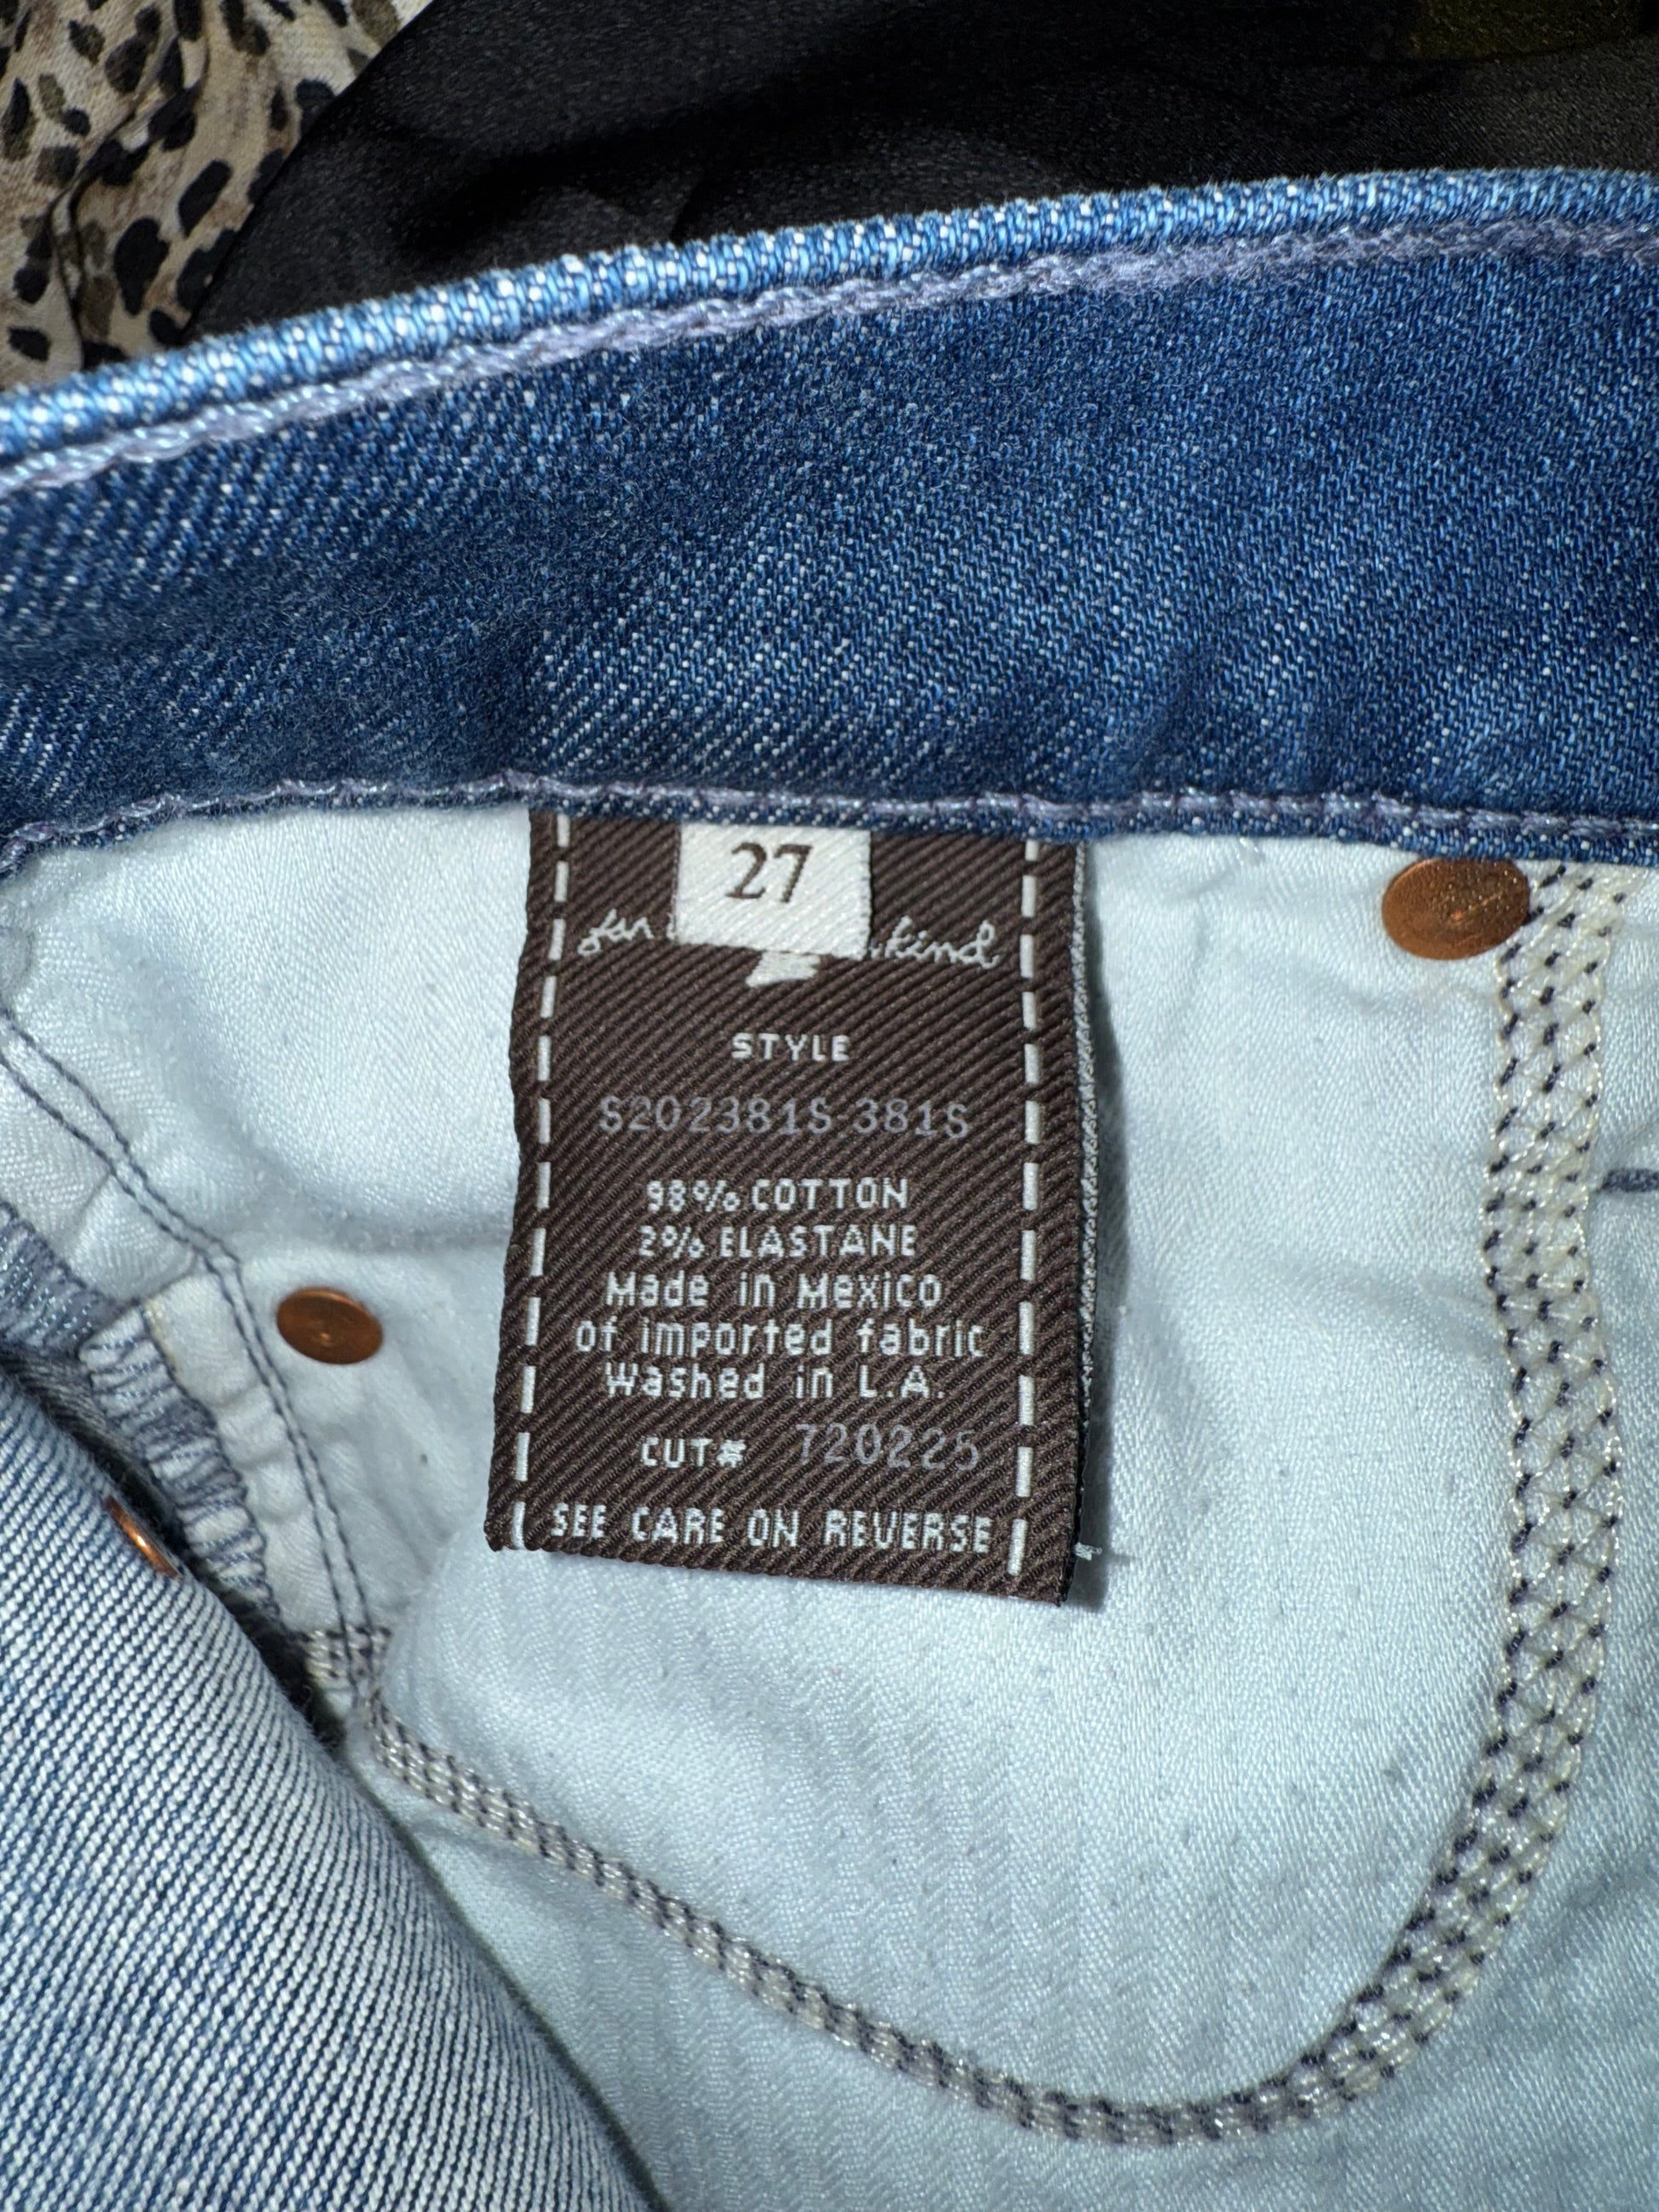 27
kind
STYLE
S202381S-381S
98% COTTON
2% ELASTANE
Made in Mexico
of imported fabric
Washed in L.A.
CUT# 720225
SEE CARE ON REVERSE